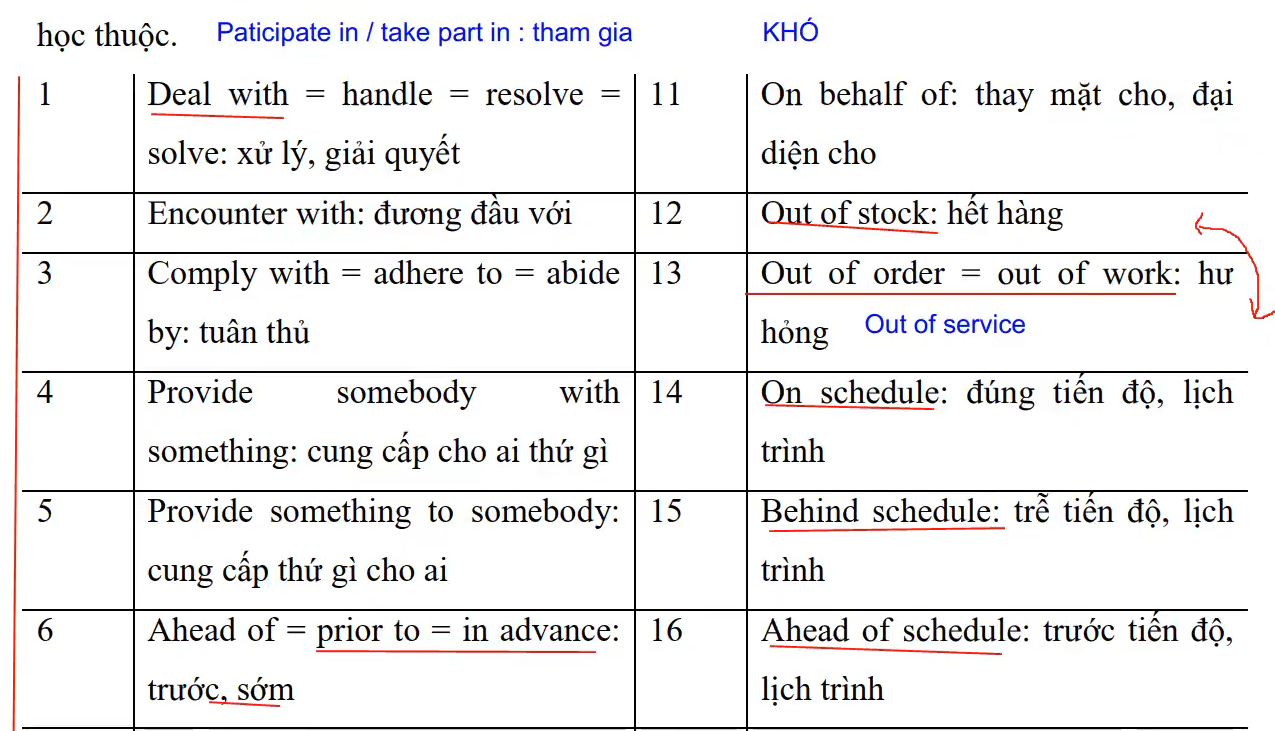 học thuộc. Paticipate in / take part in : tham gia KHÓ
1 Deal with = handle = resolve = 11 On behalf of: thay mặt cho, đại
solve: xử lý, giải quyết diện cho
2 Encounter with: đương đầu với 12 Out of stock: hết hàng
3 Comply with = adhere to = abide 13 Out of order = out of work: hư
by: tuân thủ hỏng Out of service
4 Provide somebody with 14 On schedule: đúng tiến độ, lịch
something: cung cấp cho ai thứ gì trình
5 Provide something to somebody: 15 Behind schedule: trễ tiến độ, lịch
cung cấp thứ gì cho ai trình
6 Ahead of = prior to = in advance: 16 Ahead of schedule: trước tiến độ,
trước, sớm lịch trình